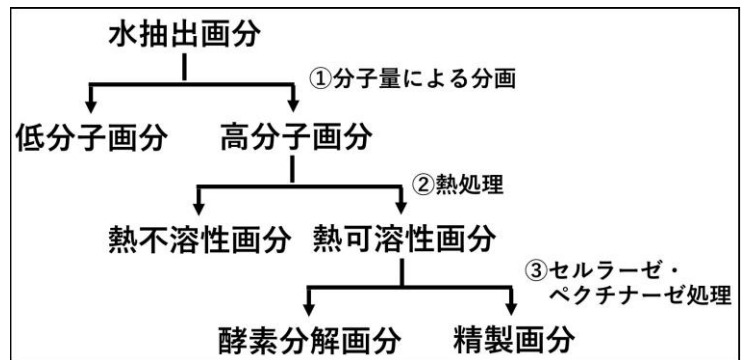 水抽出画分
①分子量による分画
低分子画分
高分子画分
②熱処理
熱不溶性画分
熱可溶性画分
③セルラーゼ・
ペクチナーゼ処理
酵素分解画分
精製画分